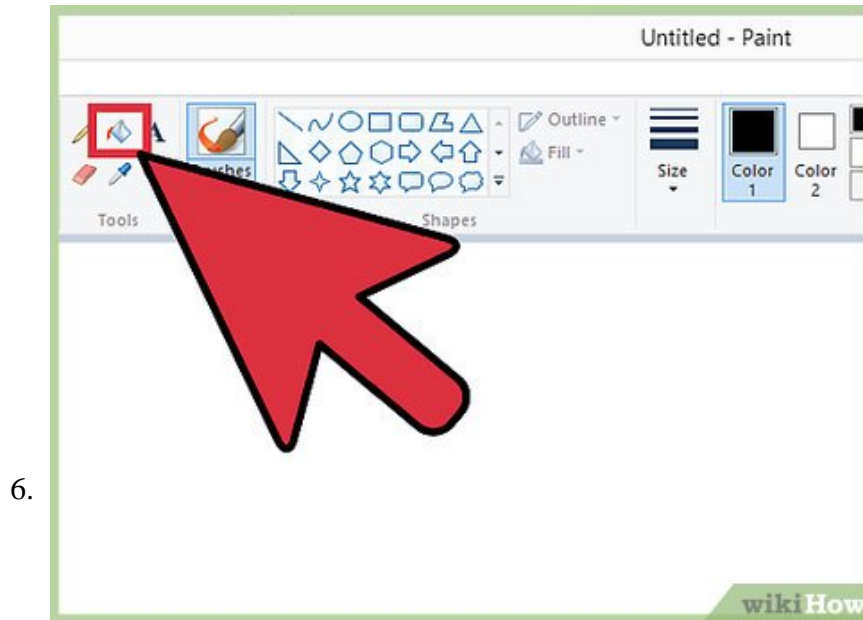 Untitled - Paint
A
Outline
Fill
Size
Color
1
Color
2
Tools
Shapes
6.
wikiHow